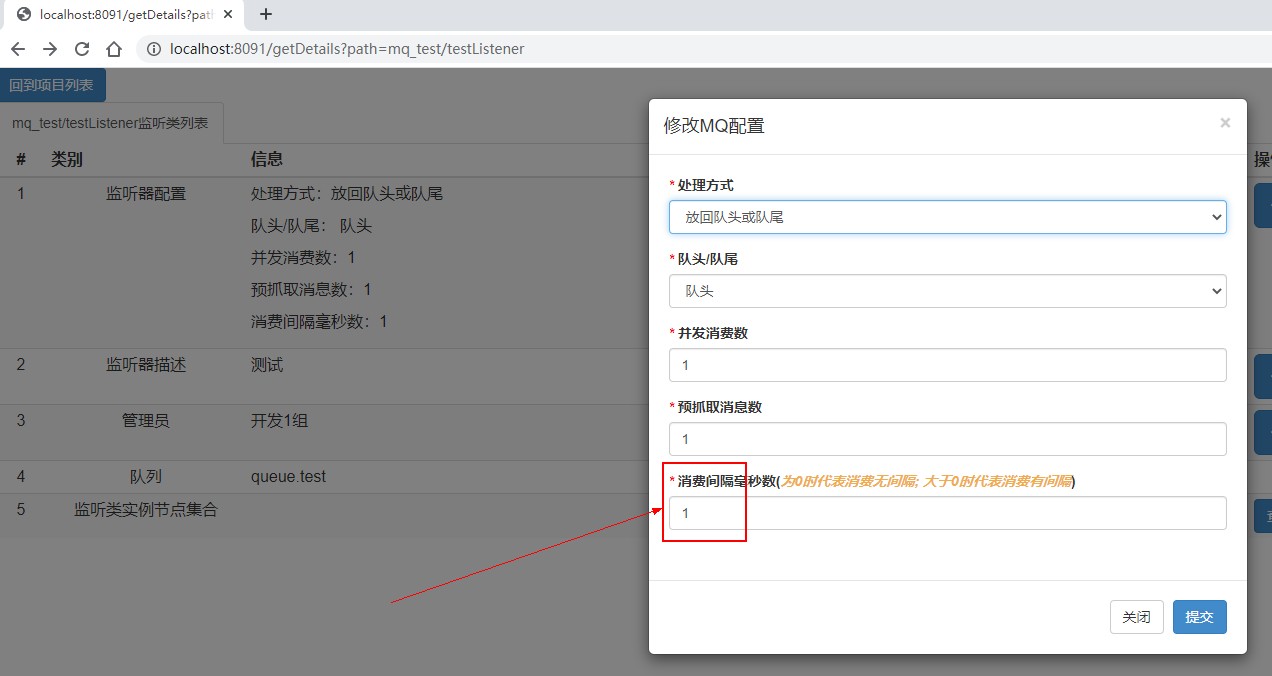 localhost:8091/getDetails?pat
localhost:8091/getDetails?path=mq_test/testListener
回到项目列表
mq_test/testListener监听类列表
# 类别 信息
1 监听器配置 处理方式：放回队头或队尾
队头/队尾： 队头
并发消费数：1
预抓取消息数：1
消费间隔毫秒数：1
2 监听器描述 测试
3 管理员 开发1组
4 队列 queue.test
5 监听类实例节点集合
修改MQ配置 ×
*处理方式
放回队头或队尾
*队头/队尾
队头
*并发消费数
1
*预抓取消息数
1
*消费间隔毫秒数(为0时代表消费无间隔; 大于0时代表消费有间隔)
1
关闭 提交